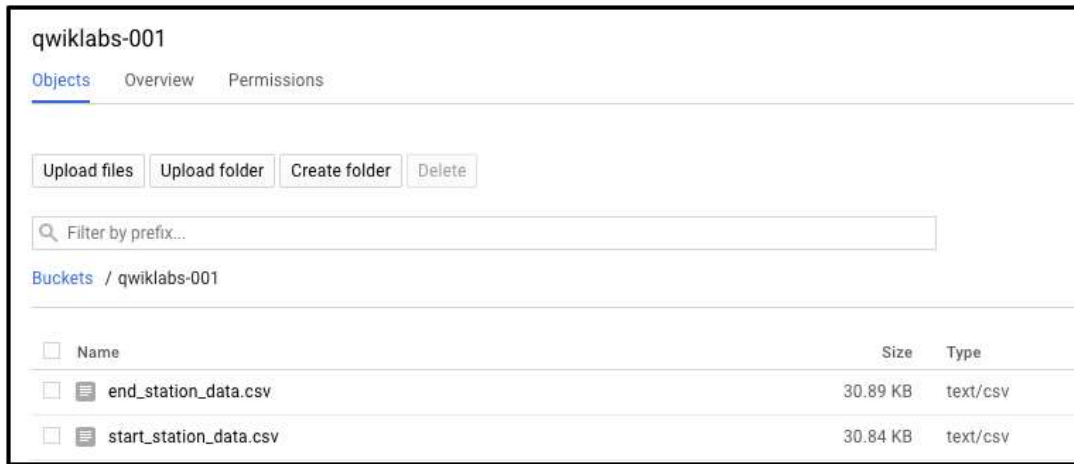 qwiklabs-001
Objects Overview Permissions
Upload files Upload folder Create folder Delete
Filter by prefix...
Buckets / qwiklabs-001
Name Size Type
end_station_data.csv 30.89 KB text/csv
start_station_data.csv 30.84 KB text/csv